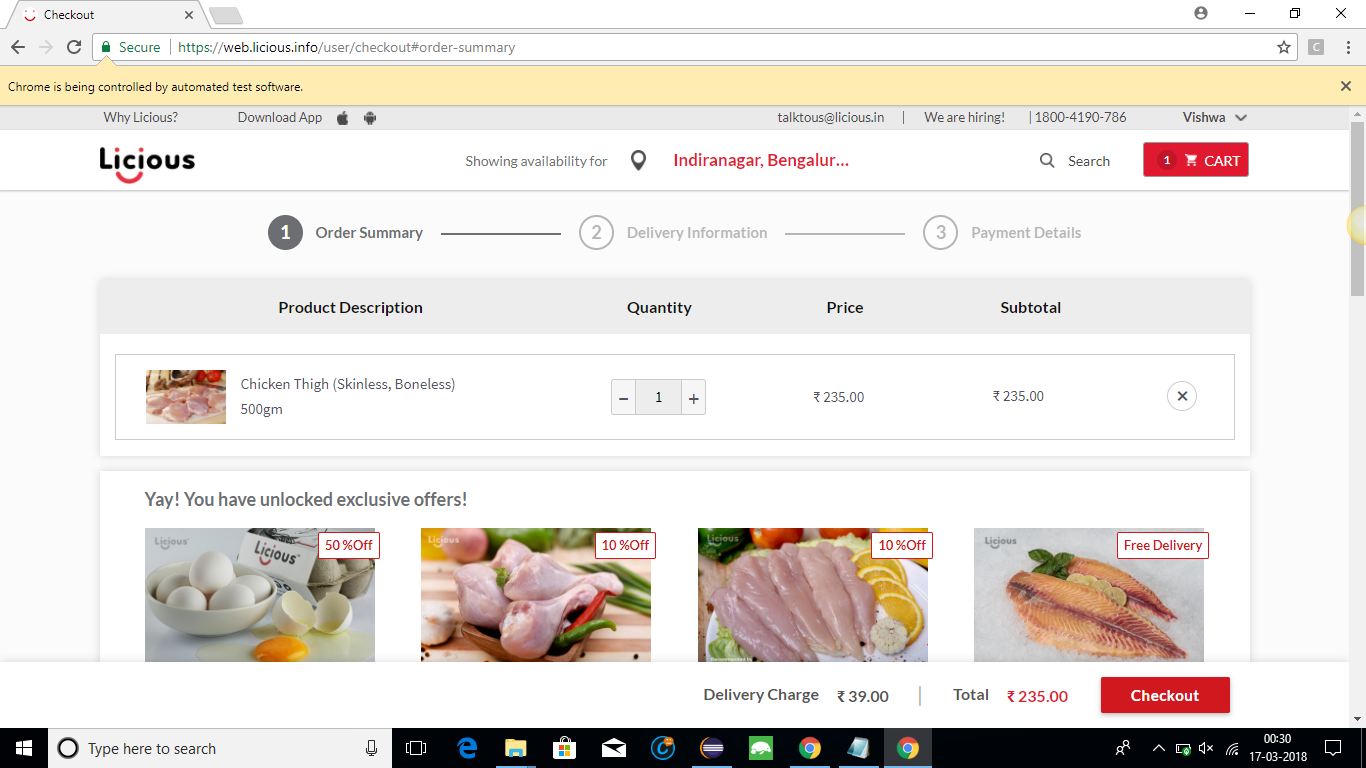 Checkout
Secure https://web.licious.info/user/checkout#order-summary
C
Chrome is being controlled by automated test software.
Why Licious? Download App talktous@licious.in | We are hiring! | 1800-4190-786 Vishwa
Licious Showing availability for Indiranagar, Bengalur... Search 1 CART
1 Order Summary 2 Delivery Information 3 Payment Details
Product Description Quantity Price Subtotal
Chicken Thigh (Skinless, Boneless)
500gm
− 1 + ₹ 235.00 ₹ 235.00
Yay! You have unlocked exclusive offers!
Licious Licious 50 %Off Licious 10 %Off Licious 10 %Off Licious Free Delivery
Delivery Charge ₹ 39.00 Total ₹ 235.00 Checkout
Type here to search
00:30
17-03-2018